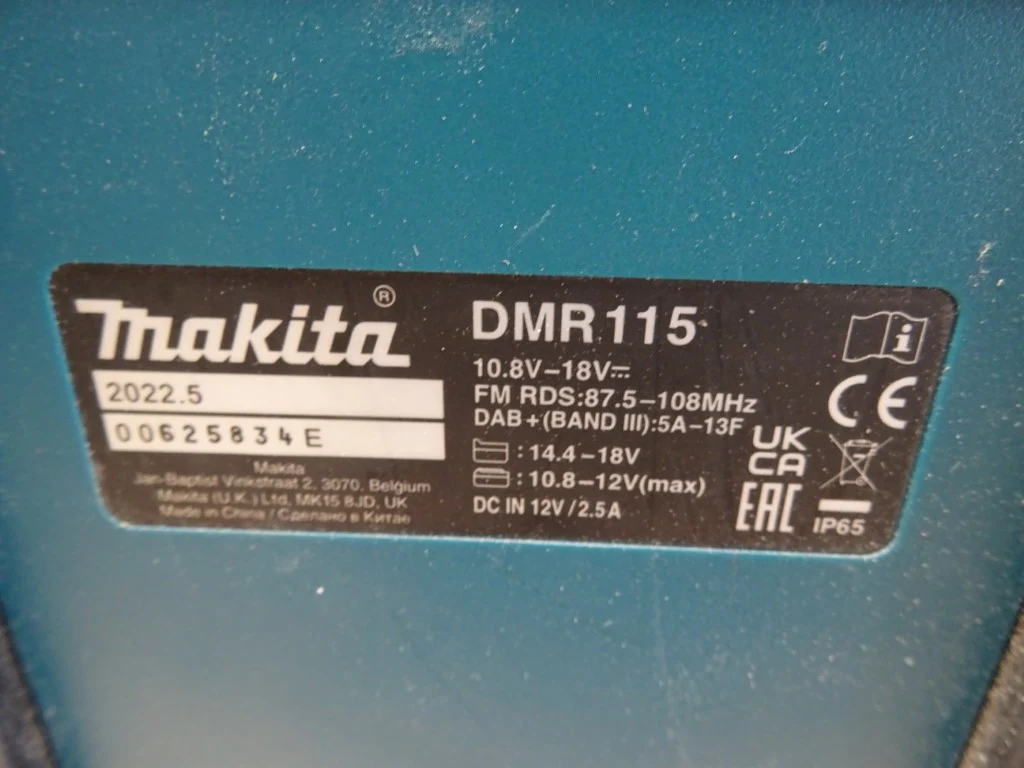 makita®
2022.5
00625834E
Makita
Jan-Baptist Vinkstraat 2, 3070, Belgium
Makita (U.K.) Ltd, MK15 8JD, UK
Made in China / Сделано в Китае
DMR115
10.8V–18V⎓
FM RDS:87.5–108MHz
DAB+(BAND III):5A–13F
: 14.4–18V
: 10.8–12V(max)
DC IN 12V/2.5A
i
CE
UK
CA
EAC
IP65